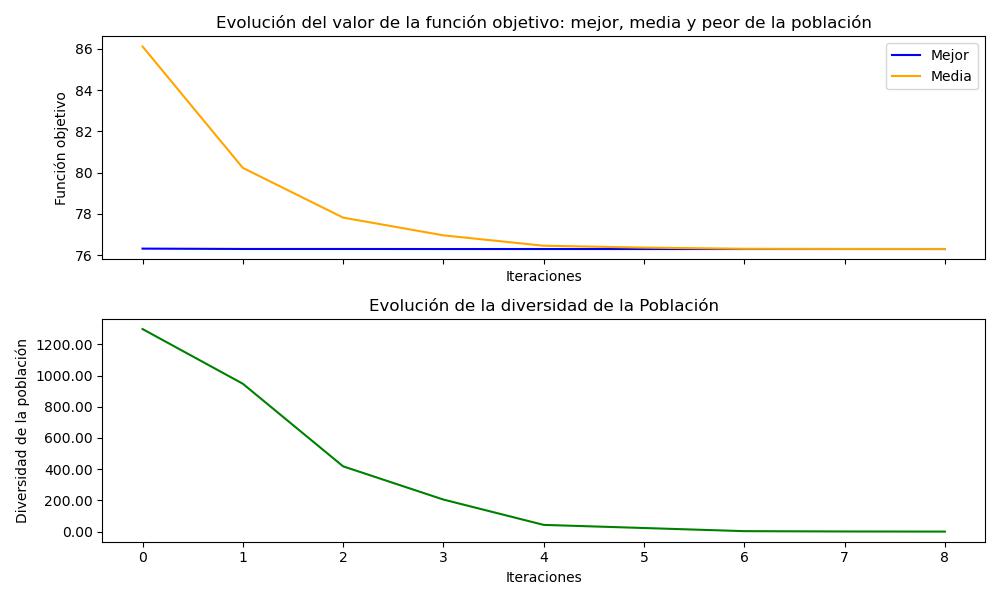 Evolución del valor de la función objetivo: mejor, media y peor de la población
86
84
82
80
78
76
Función objetivo
Mejor
Media
Iteraciones
Evolución de la diversidad de la Población
1200.00
1000.00
800.00
600.00
400.00
200.00
0.00
Diversidad de la población
0 1 2 3 4 5 6 7 8
Iteraciones